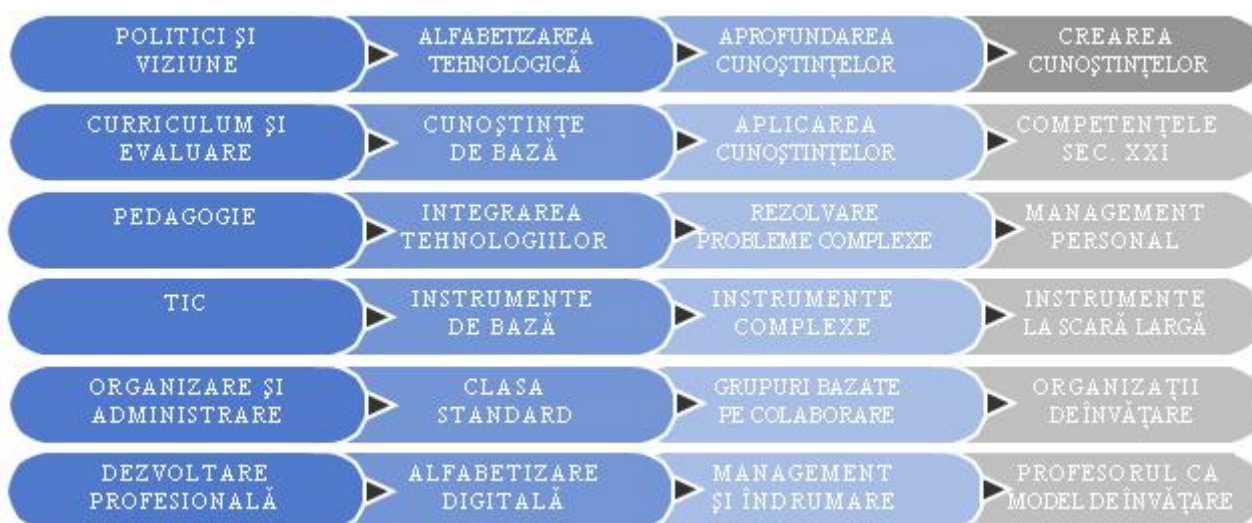 POLITICI ŞI
VIZIUNE
ALFABETIZAREA
TEHNOLOGICĂ
APROFUNDAREA
CUNOŞTINŢELOR
CREAREA
CUNOŞTINŢELOR
CURRICULUM ŞI
EVALUARE
CUNOŞTINŢE
DE BAZĂ
APLICAREA
CUNOŞTINŢELOR
COMPETENŢELE
SEC. XXI
PEDAGOGIE
INTEGRAREA
TEHNOLOGIILOR
REZOLVARE
PROBLEME COMPLEXE
MANAGEMENT
PERSONAL
TIC
INSTRUMENTE
DE BAZĂ
INSTRUMENTE
COMPLEXE
INSTRUMENTE
LA SCARĂ LARGĂ
ORGANIZARE ŞI
ADMINISTRARE
CLASA
STANDARD
GRUPURI BAZATE
PE COLABORARE
ORGANIZAŢII
DE ÎNVĂŢARE
DEZVOLTARE
PROFESIONALĂ
ALFABETIZARE
DIGITALĂ
MANAGEMENT
ŞI ÎNDRUMARE
PROFESORUL CA
MODEL DE ÎNVĂŢARE